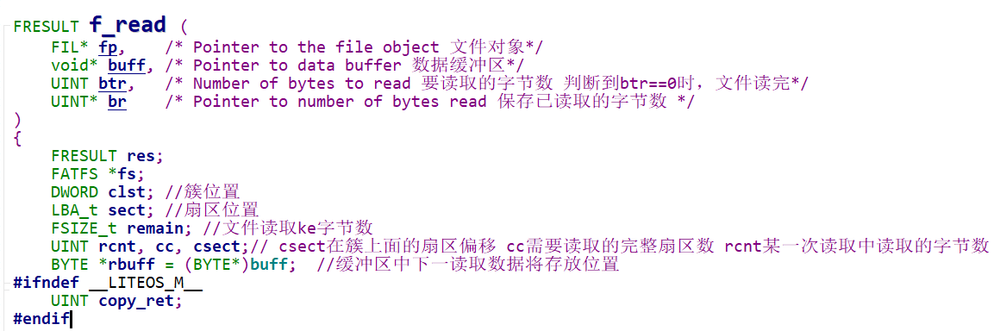 FRESULT f_read (
    FIL* fp,    /* Pointer to the file object 文件对象*/
    void* buff, /* Pointer to data buffer 数据缓冲区*/
    UINT btr,   /* Number of bytes to read 要读取的字节数 判断到btr==0时，文件读完*/
    UINT* br    /* Pointer to number of bytes read 保存已读取的字节数 */
)
{
    FRESULT res;
    FATFS *fs;
    DWORD clst; //簇位置
    LBA_t sect; //扇区位置
    FSIZE_t remain; //文件读取ke字节数
    UINT rcnt, cc, csect;// csect在簇上面的扇区偏移 cc需要读取的完整扇区数 rcnt某一次读取中读取的字节数
    BYTE *rbuff = (BYTE*)buff;  //缓冲区中下一读取数据将存放位置
#ifndef __LITEOS_M__
    UINT copy_ret;
#endif